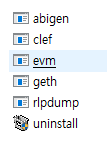 abigen
clef
evm
geth
rlpdump
uninstall